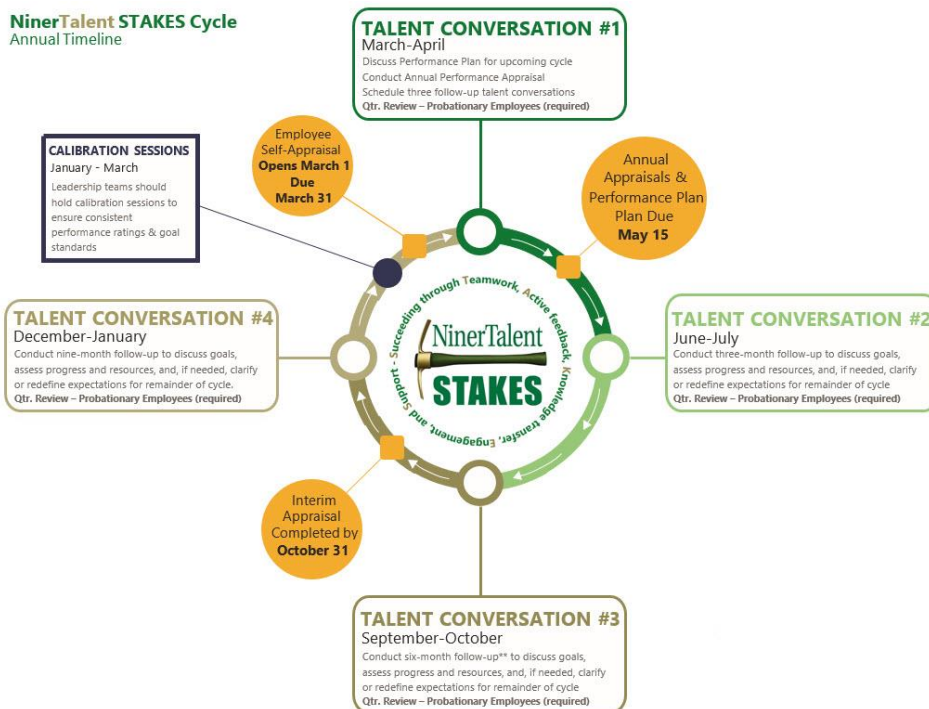 NinerTalent STAKES Cycle
Annual Timeline
TALENT CONVERSATION #1
March-April
Discuss Performance Plan for upcoming cycle
Conduct Annual Performance Appraisal
Schedule three follow-up talent conversations
Qtr. Review – Probationary Employees (required)
CALIBRATION SESSIONS
January - March
Leadership teams should
hold calibration sessions to
ensure consistent
performance ratings & goal
standards
Employee
Self-Appraisal
Opens March 1
Due
March 31
Annual
Appraisals &
Performance Plan
Plan Due
May 15
TALENT CONVERSATION #4
December-January
Conduct nine-month follow-up to discuss goals,
assess progress and resources, and, if needed, clarify
or redefine expectations for remainder of cycle.
Qtr. Review – Probationary Employees (required)
Succeeding through Teamwork, Active feedback, Knowledge transfer, Engagement, and Support -
NinerTalent
STAKES
TALENT CONVERSATION #2
June-July
Conduct three-month follow-up to discuss goals,
assess progress and resources, and, if needed, clarify
or redefine expectations for remainder of cycle
Qtr. Review – Probationary Employees (required)
Interim
Appraisal
Completed by
October 31
TALENT CONVERSATION #3
September-October
Conduct six-month follow-up** to discuss goals,
assess progress and resources, and, if needed, clarify
or redefine expectations for remainder of cycle
Qtr. Review – Probationary Employees (required)